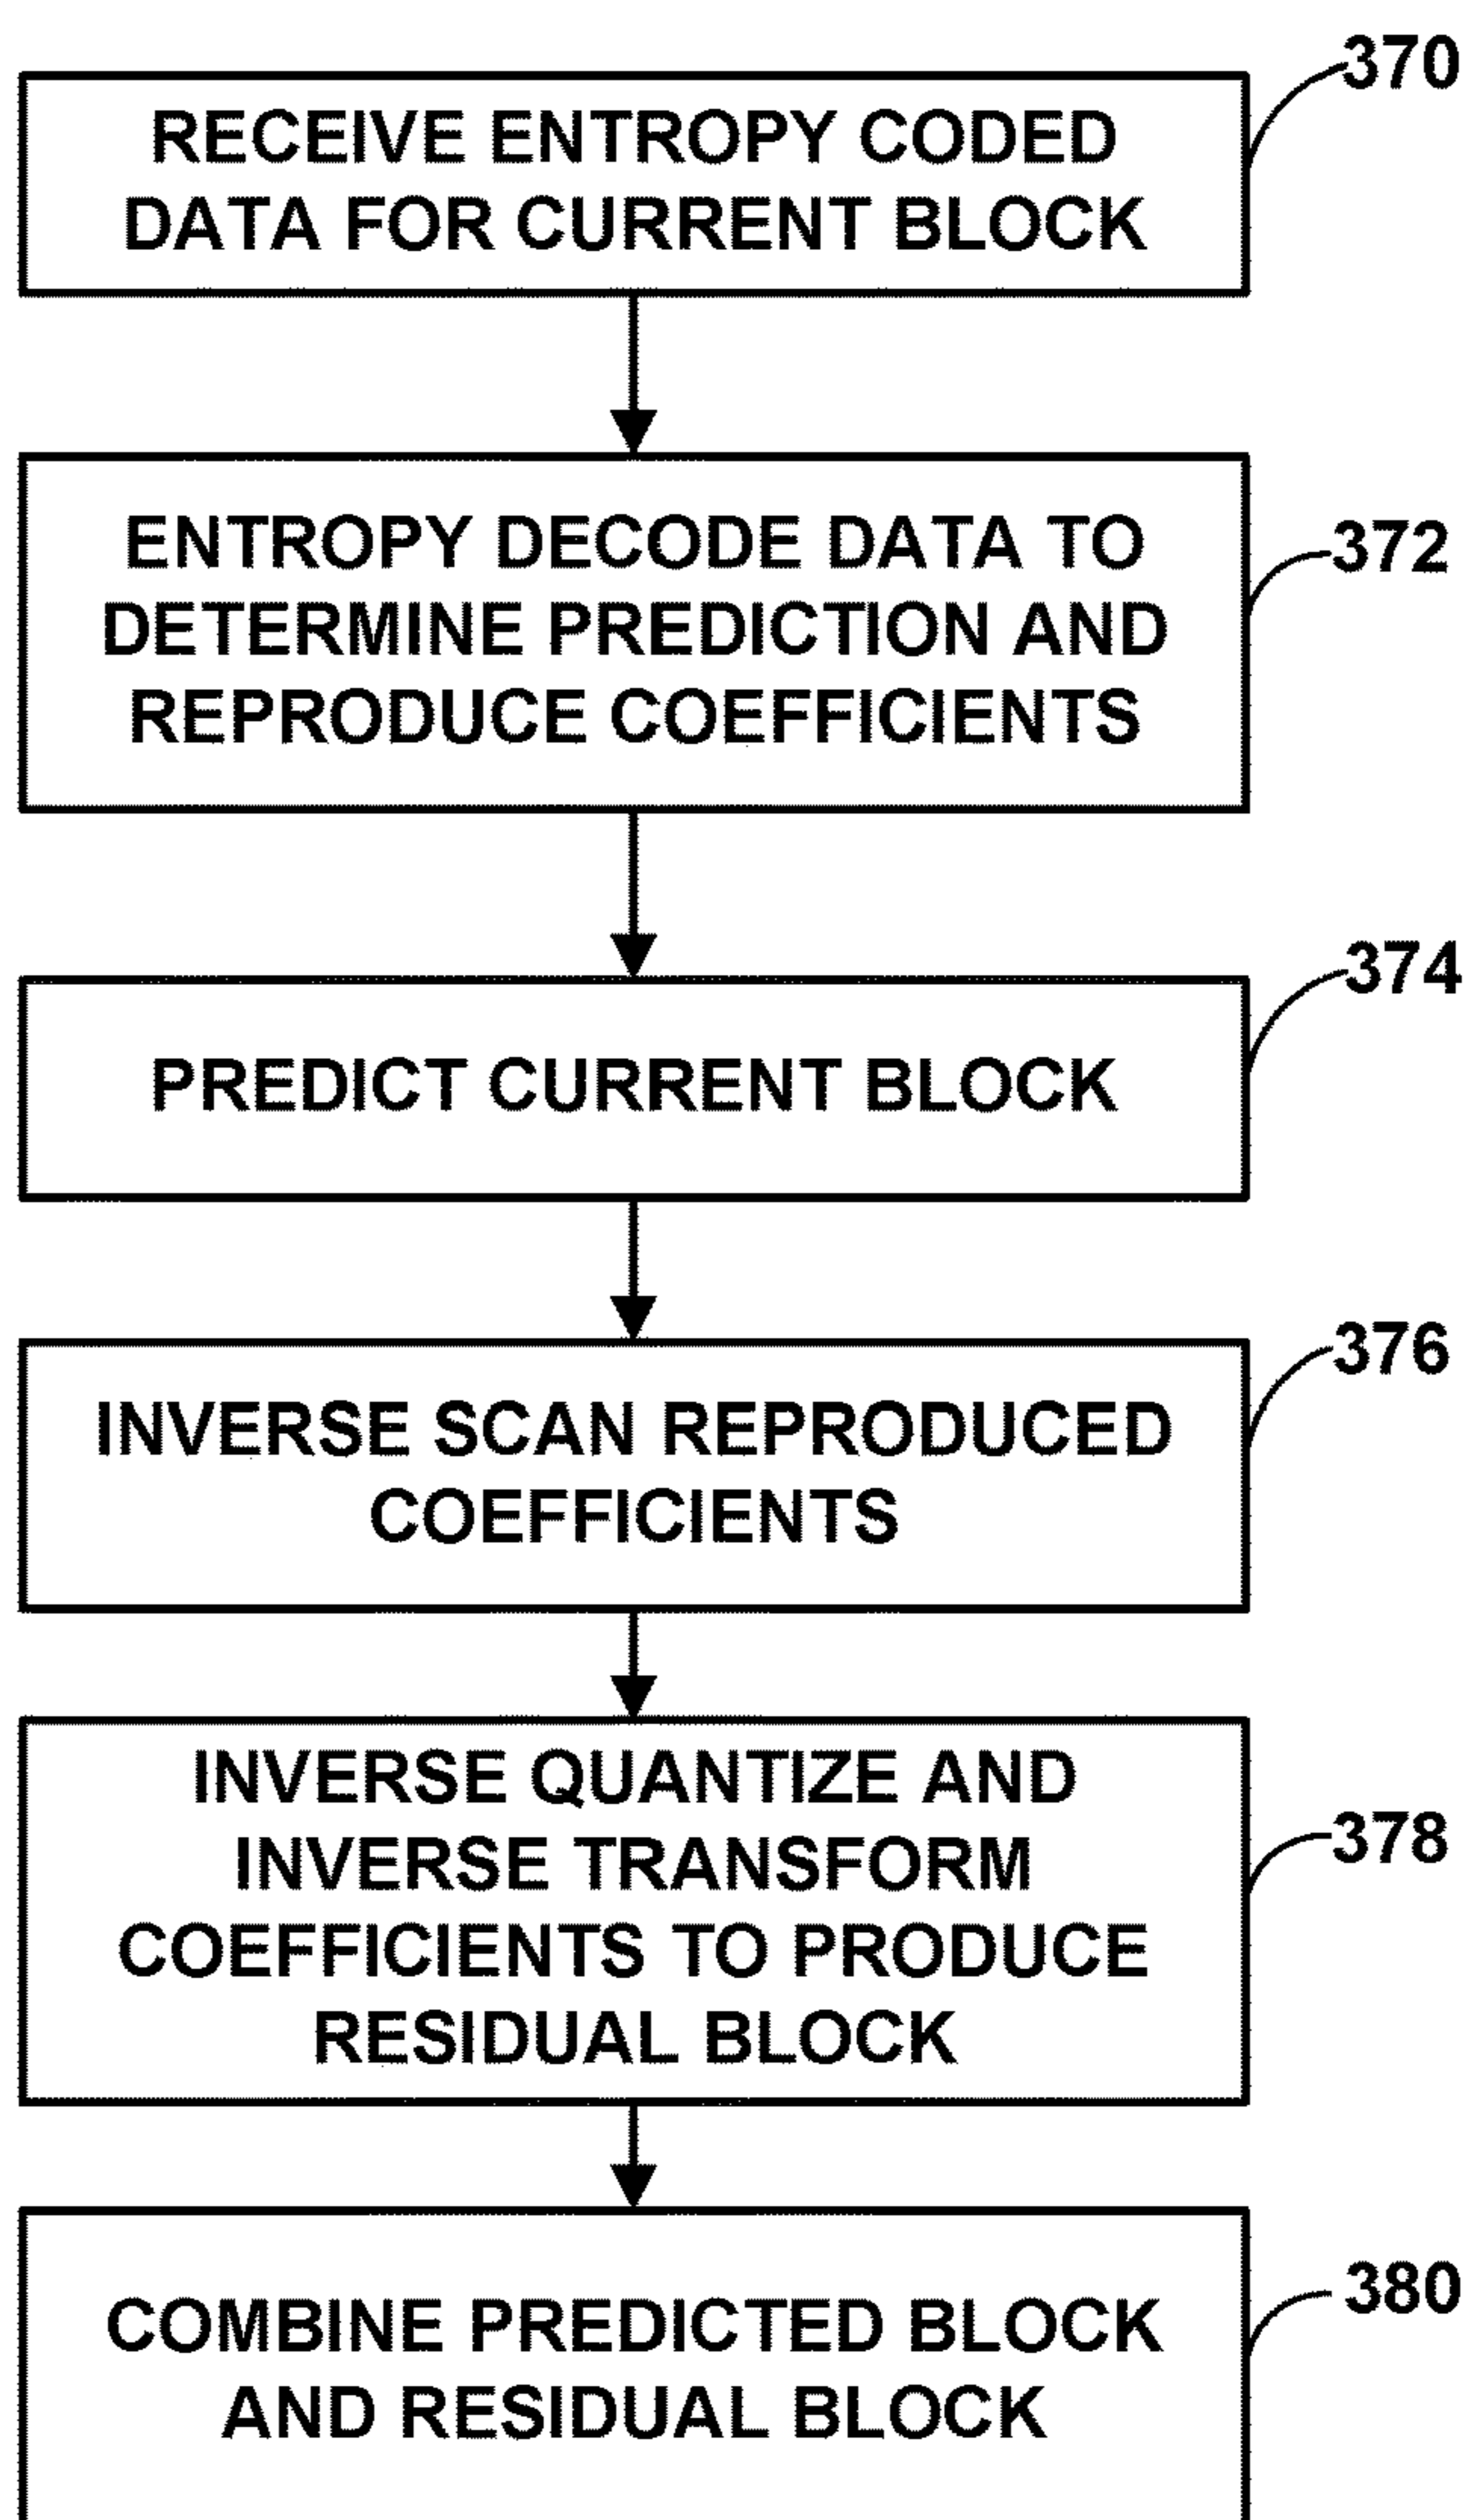 370
RECEIVE ENTROPY CODED
DATA FOR CURRENT BLOCK
372
ENTROPY DECODE DATA TO
DETERMINE PREDICTION AND
REPRODUCE COEFFICIENTS
374
PREDICT CURRENT BLOCK
376
INVERSE SCAN REPRODUCED
COEFFICIENTS
378
INVERSE QUANTIZE AND
INVERSE TRANSFORM
COEFFICIENTS TO PRODUCE
RESIDUAL BLOCK
380
COMBINE PREDICTED BLOCK
AND RESIDUAL BLOCK